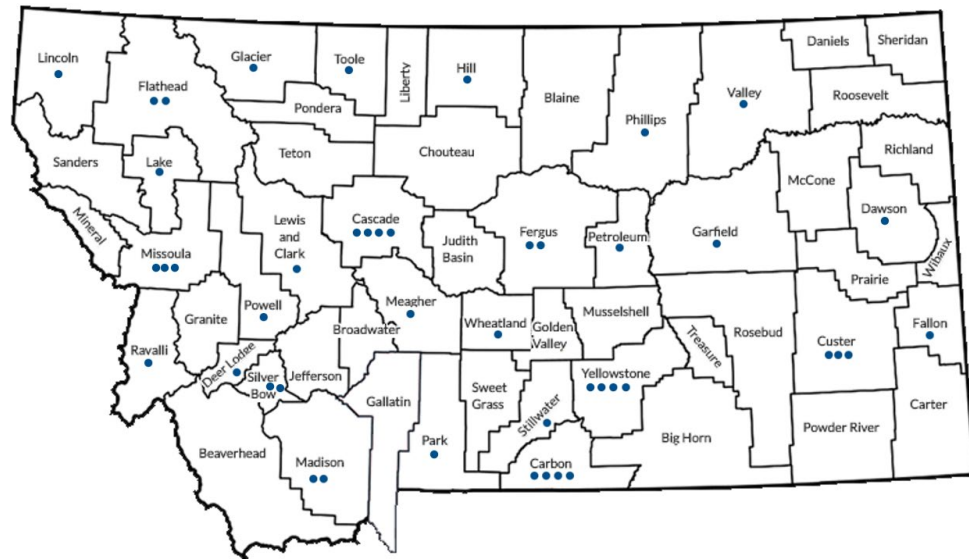 Lincoln
Flathead
Glacier
Toole
Liberty
Hill
Blaine
Phillips
Valley
Daniels
Sheridan
Roosevelt
Pondera
Sanders
Lake
Teton
Chouteau
Richland
McCone
Dawson
Mineral
Missoula
Lewis
and
Clark
Cascade
Judith
Basin
Fergus
Petroleum
Garfield
Prairie
Wibaux
Ravalli
Granite
Powell
Broadwater
Meagher
Wheatland
Golden
Valley
Musselshell
Treasure
Rosebud
Custer
Fallon
Deer Lodge
Silver
Bow
Jefferson
Gallatin
Sweet
Grass
Stillwater
Yellowstone
Big Horn
Powder River
Carter
Beaverhead
Madison
Park
Carbon